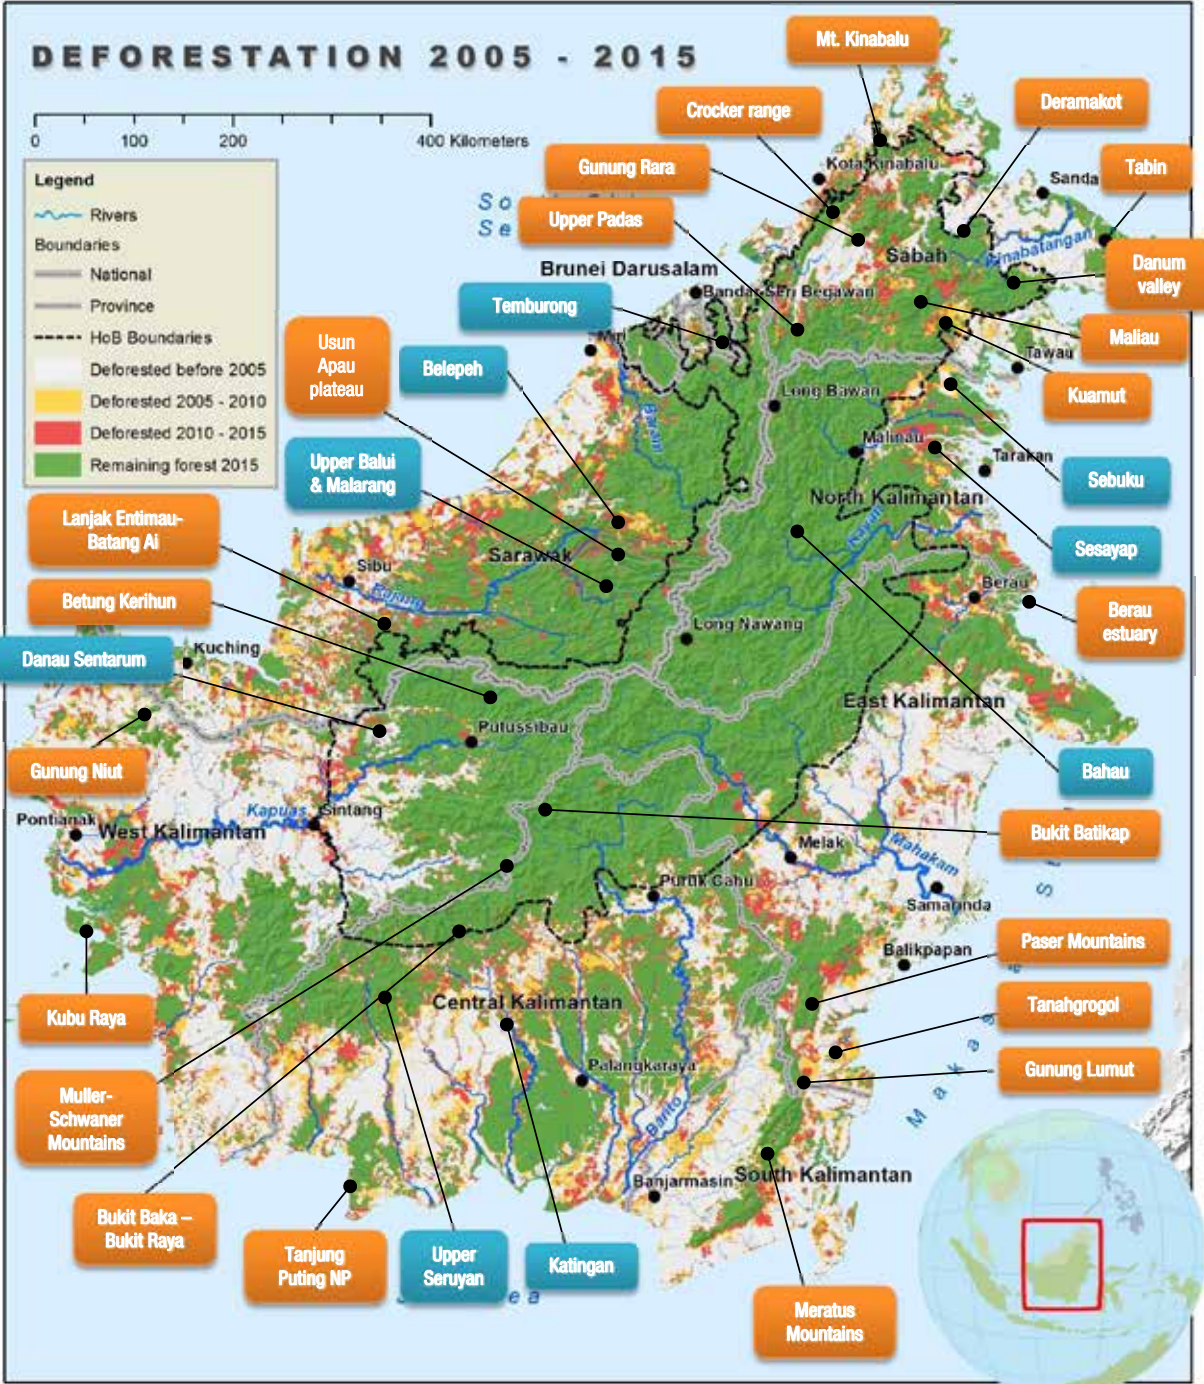 DEFORESTATION 2005 - 2015
Mt. Kinabalu
Crocker range
Deramakot
0 100 200 400 Kilometers
Legend
Rivers
Boundaries
National
Province
HoB Boundaries
Deforested before 2005
Deforested 2005 - 2010
Deforested 2010 - 2015
Remaining forest 2015
Gunung Rara
Kota Kinabalu
Tabin
Sanda
So
Se
Upper Padas
Kinabatangan
Sabah
Brunei Darusalam
Danum
valley
Bandar Seri Begawan
Temburong
Maliau
Usun
Apau
plateau
Miri
Belepeh
Tawau
Kuamut
Long Bawan
Baram
Malinau
Tarakan
Upper Balui
& Malarang
Sebuku
North Kalimantan
Kayan
Lanjak Entimau-
Batang Ai
Sesayap
Sarawak
Sibu
Rajang
Berau
Betung Kerihun
Berau
estuary
Long Nawang
Kuching
Danau Sentarum
East Kalimantan
Putussibau
Gunung Niut
Bahau
Kapuas
Sintang
Pontianak
West Kalimantan
Bukit Batikap
Melak
Mahakam
Puruk Cahu
Samarinda
S
Paser Mountains
Balikpapan
Kubu Raya
Central Kalimantan
Tanahgrogol
Palangkaraya
Gunung Lumut
Muller-
Schwaner
Mountains
Barito
M a k a s
South Kalimantan
Banjarmasin
Bukit Baka –
Bukit Raya
Tanjung
Puting NP
Upper
Seruyan
Katingan
e a
Meratus
Mountains